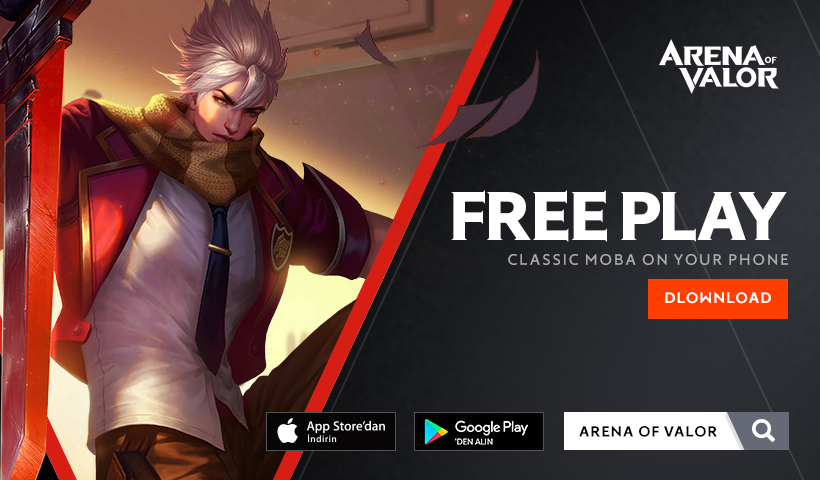 ARENA OF
VALOR
FREE PLAY
CLASSIC MOBA ON YOUR PHONE
DLOWNLOAD
App Store'dan
İndirin
Google Play
'DEN ALIN
ARENA OF VALOR